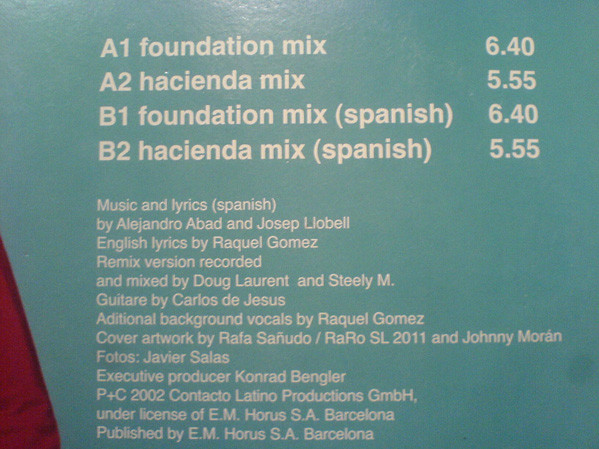 A1 foundation mix 6.40
A2 hacienda mix 5.55
B1 foundation mix (spanish) 6.40
B2 hacienda mix (spanish) 5.55
Music and lyrics (spanish)
by Alejandro Abad and Josep Llobell
English lyrics by Raquel Gomez
Remix version recorded
and mixed by Doug Laurent and Steely M.
Guitare by Carlos de Jesus
Aditional background vocals by Raquel Gomez
Cover artwork by Rafa Sañudo / RaRo SL 2011 and Johnny Morán
Fotos: Javier Salas
Executive producer Konrad Bengler
P+C 2002 Contacto Latino Productions GmbH,
under license of E.M. Horus S.A. Barcelona
Published by E.M. Horus S.A. Barcelona